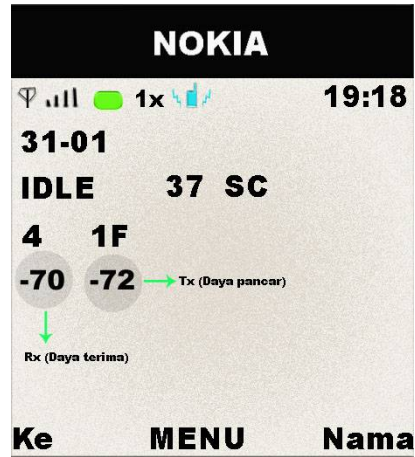 NOKIA
1x 19:18
31-01
IDLE 37 SC
4 1F
-70 -72 Tx (Daya pancar)
Rx (Daya terima)
Ke MENU Nama